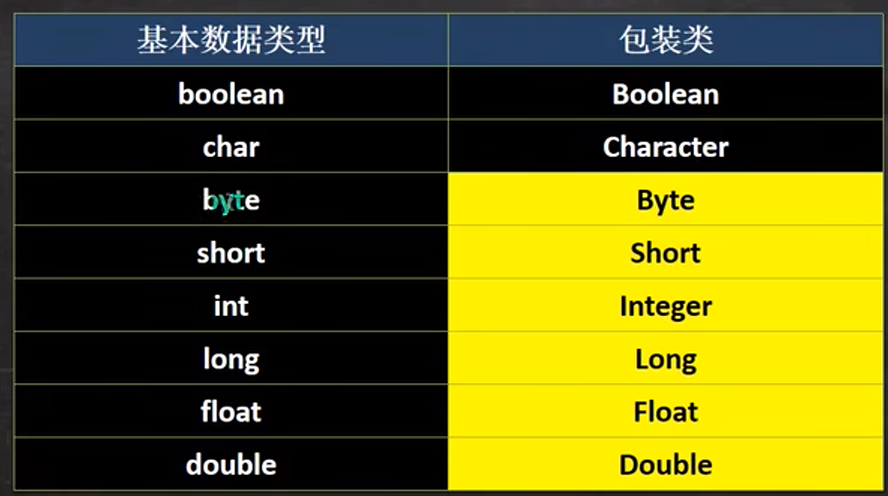 基本数据类型 包装类
boolean Boolean
char Character
byte Byte
short Short
int Integer
long Long
float Float
double Double